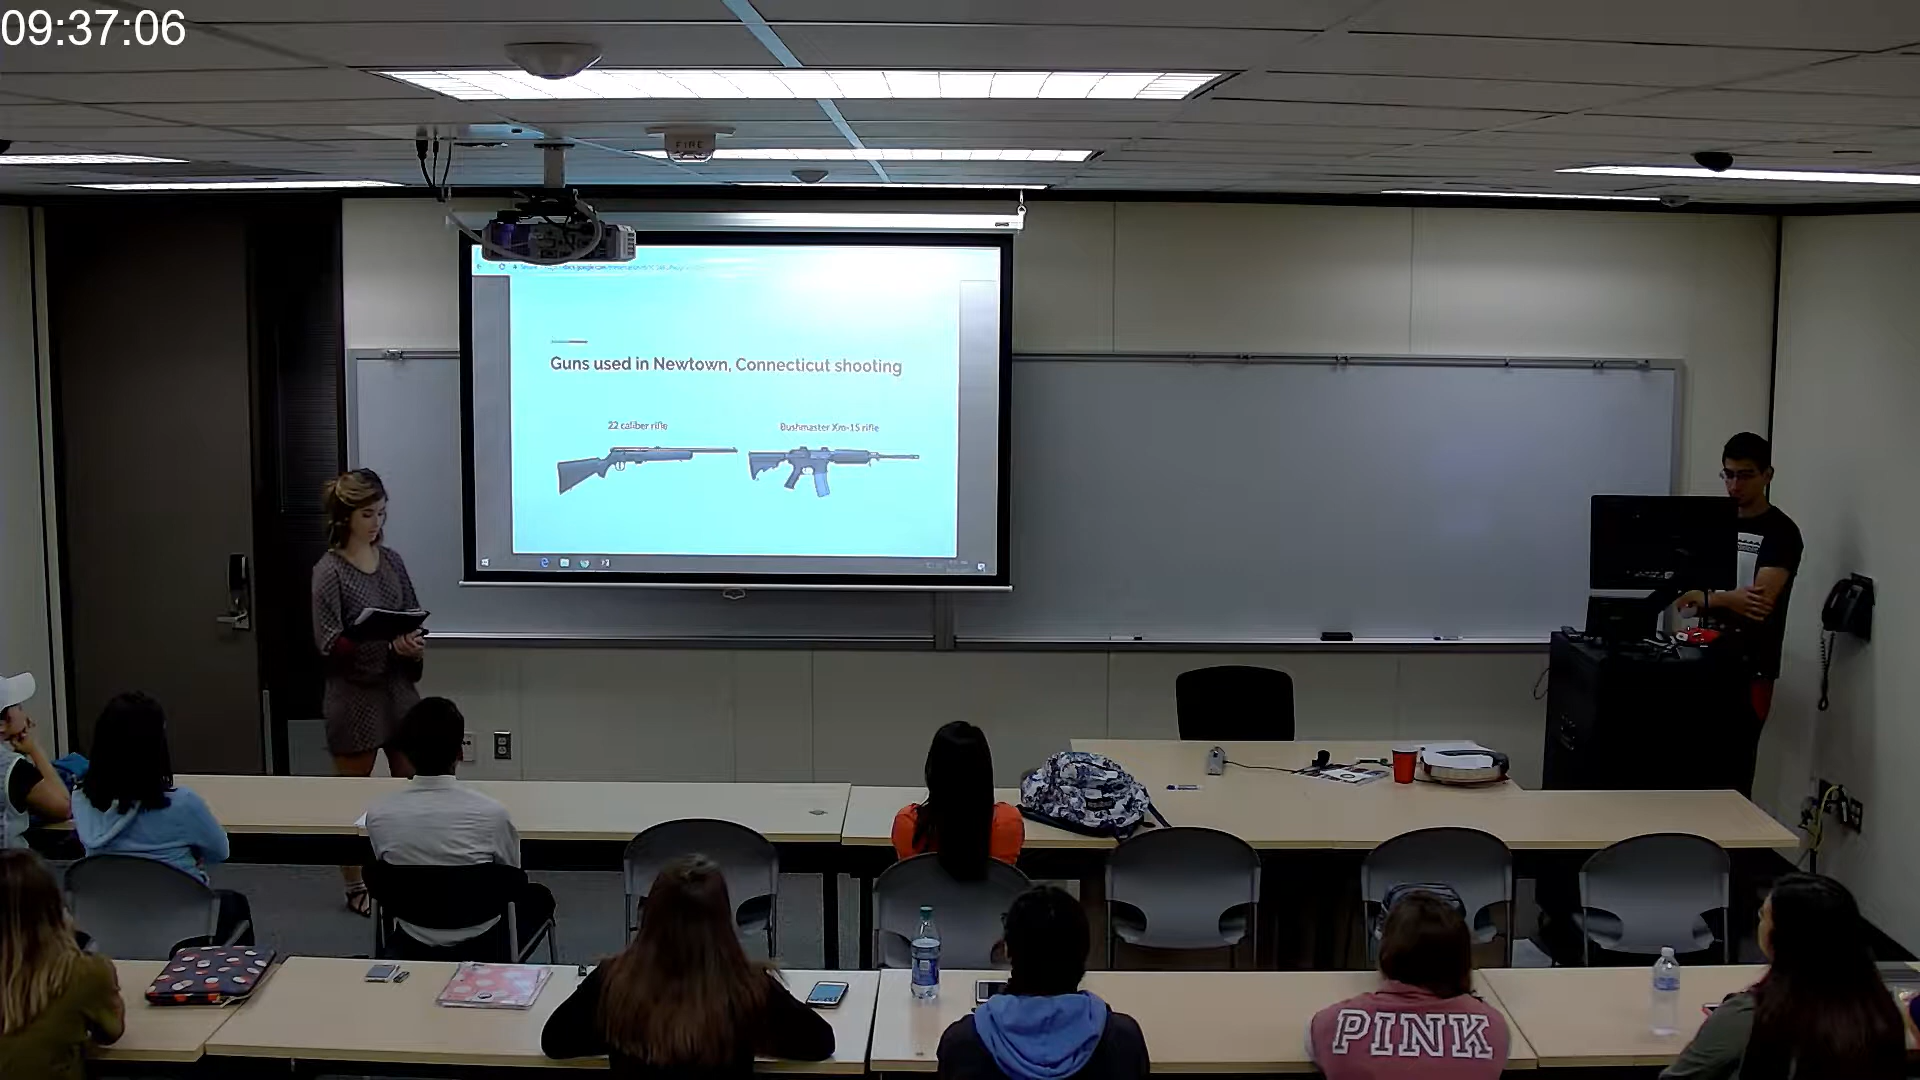 09:37:06
FIRE
Guns used in Newtown, Connecticut shooting
22 caliber rifle
Bushmaster Xm-15 rifle
PINK